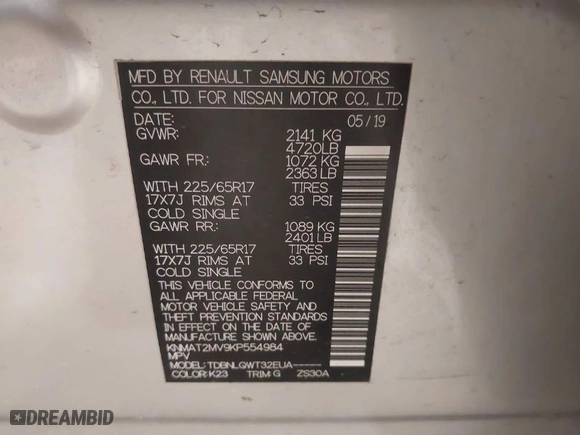 MFD BY RENAULT SAMSUNG MOTORS
CO., LTD. FOR NISSAN MOTOR CO., LTD.
DATE: 05/19
GVWR: 2141 KG
4720LB
GAWR FR: 1072 KG
2363 LB
WITH 225/65R17 TIRES
17X7J RIMS AT 33 PSI
COLD SINGLE
GAWR RR: 1089 KG
2401 LB
WITH 225/65R17 TIRES
17X7J RIMS AT 33 PSI
COLD SINGLE
THIS VEHICLE CONFORMS TO
ALL APPLICABLE FEDERAL
MOTOR VEHICLE SAFETY AND
THEFT PREVENTION STANDARDS
IN EFFECT ON THE DATE OF
MANUFACTURE SHOWN ABOVE.
KNMAT2MV9KP554984
MPV
MODEL: TDBNLGWT32EUA-----
COLOR: K23 TRIM: G ZS30A
DREAMBID